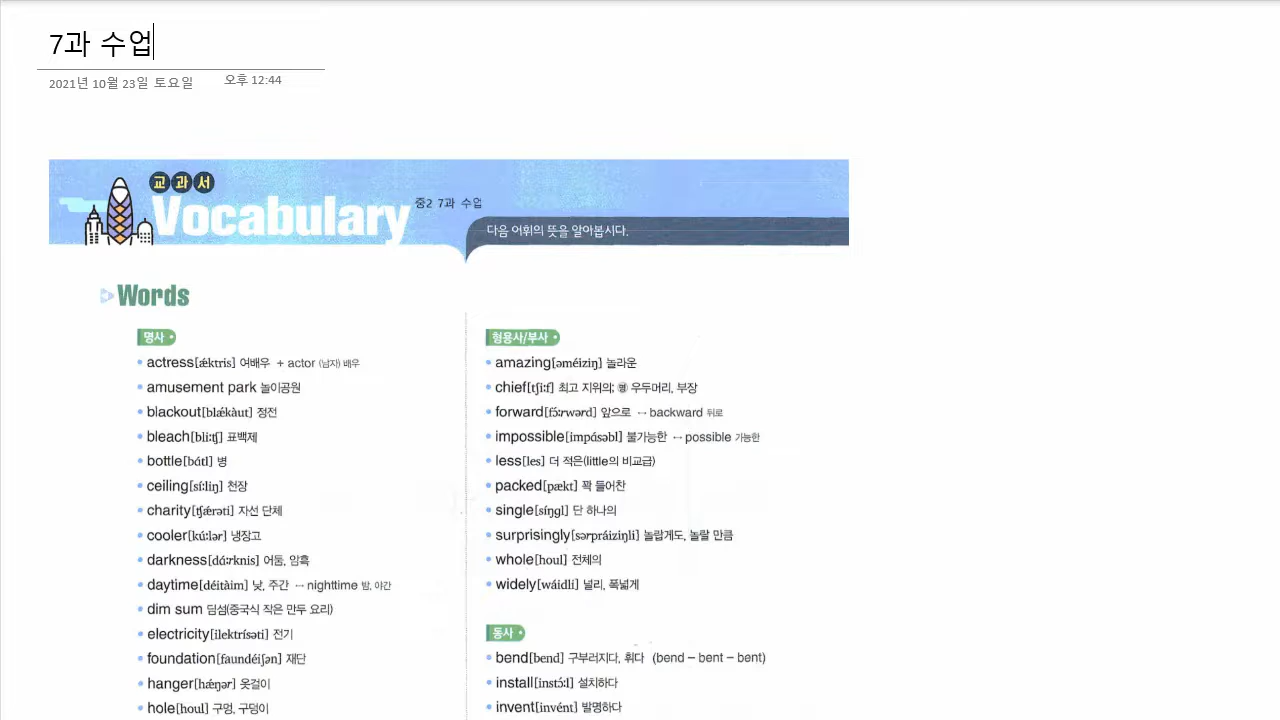 7과 수업
2021년 10월 23일 토요일 오후 12:44
교과서
Vocabulary
중2 7과 수업
다음 어휘의 뜻을 알아봅시다.
Words
명사
actress[ǽktris] 여배우 + actor (남자) 배우
amusement park 놀이공원
blackout[blǽkàut] 정전
bleach[bliːtʃ] 표백제
bottle[bátl] 병
ceiling[síːliŋ] 천장
charity[tʃǽrəti] 자선 단체
cooler[kúːlər] 냉장고
darkness[dáːrknis] 어둠, 암흑
daytime[déitàim] 낮, 주간 ↔ nighttime 밤, 야간
dim sum 딤섬(중국식 작은 만두 요리)
electricity[ilektrísəti] 전기
foundation[faundéiʃən] 재단
hanger[hǽŋər] 옷걸이
hole[houl] 구멍, 구덩이
형용사/부사
amazing[əméiziŋ] 놀라운
chief[tʃiːf] 최고 지위의; 명 우두머리, 부장
forward[fɔ́ːrwərd] 앞으로 ↔ backward 뒤로
impossible[impásəbl] 불가능한 ↔ possible 가능한
less[les] 더 적은(little의 비교급)
packed[pækt] 꽉 들어찬
single[síŋgl] 단 하나의
surprisingly[sərpráiziŋli] 놀랍게도, 놀랄 만큼
whole[houl] 전체의
widely[wáidli] 널리, 폭넓게
동사
bend[bend] 구부러지다, 휘다 (bend – bent – bent)
install[instɔ́ːl] 설치하다
invent[invént] 발명하다